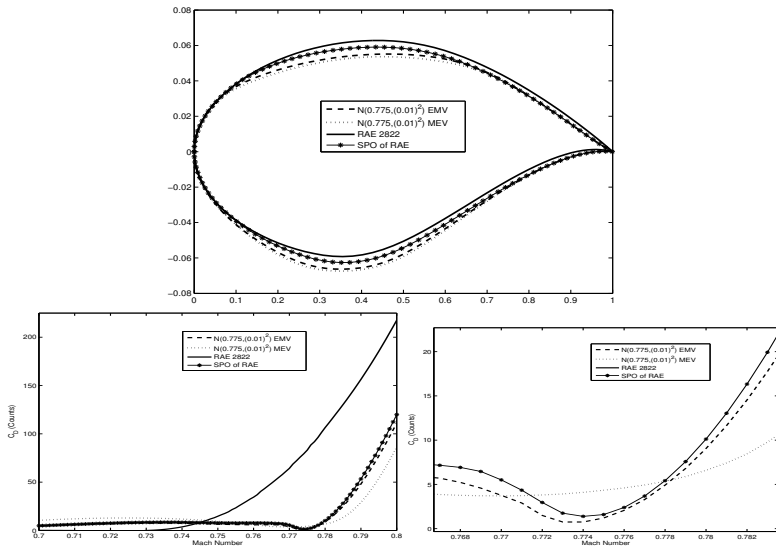 0.08
0.06
0.04
0.02
0
−0.02
−0.04
−0.06
−0.08
N(0.775,(0.01)²) EMV
N(0.775,(0.01)²) MEV
RAE 2822
SPO of RAE
0 0.1 0.2 0.3 0.4 0.5 0.6 0.7 0.8 0.9 1
225
200
150
100
50
0
C_D (Counts)
N(0.775,(0.01)²) EMV
N(0.775,(0.01)²) MEV
RAE 2822
SPO of RAE
0.7 0.71 0.72 0.73 0.74 0.75 0.76 0.77 0.78 0.79 0.8
Mach Number
20
15
10
5
0
C_D (Counts)
N(0.775,(0.01)²) EMV
N(0.775,(0.01)²) MEV
RAE 2822
SPO of RAE
0.768 0.77 0.772 0.774 0.776 0.778 0.78 0.782
Mach Number